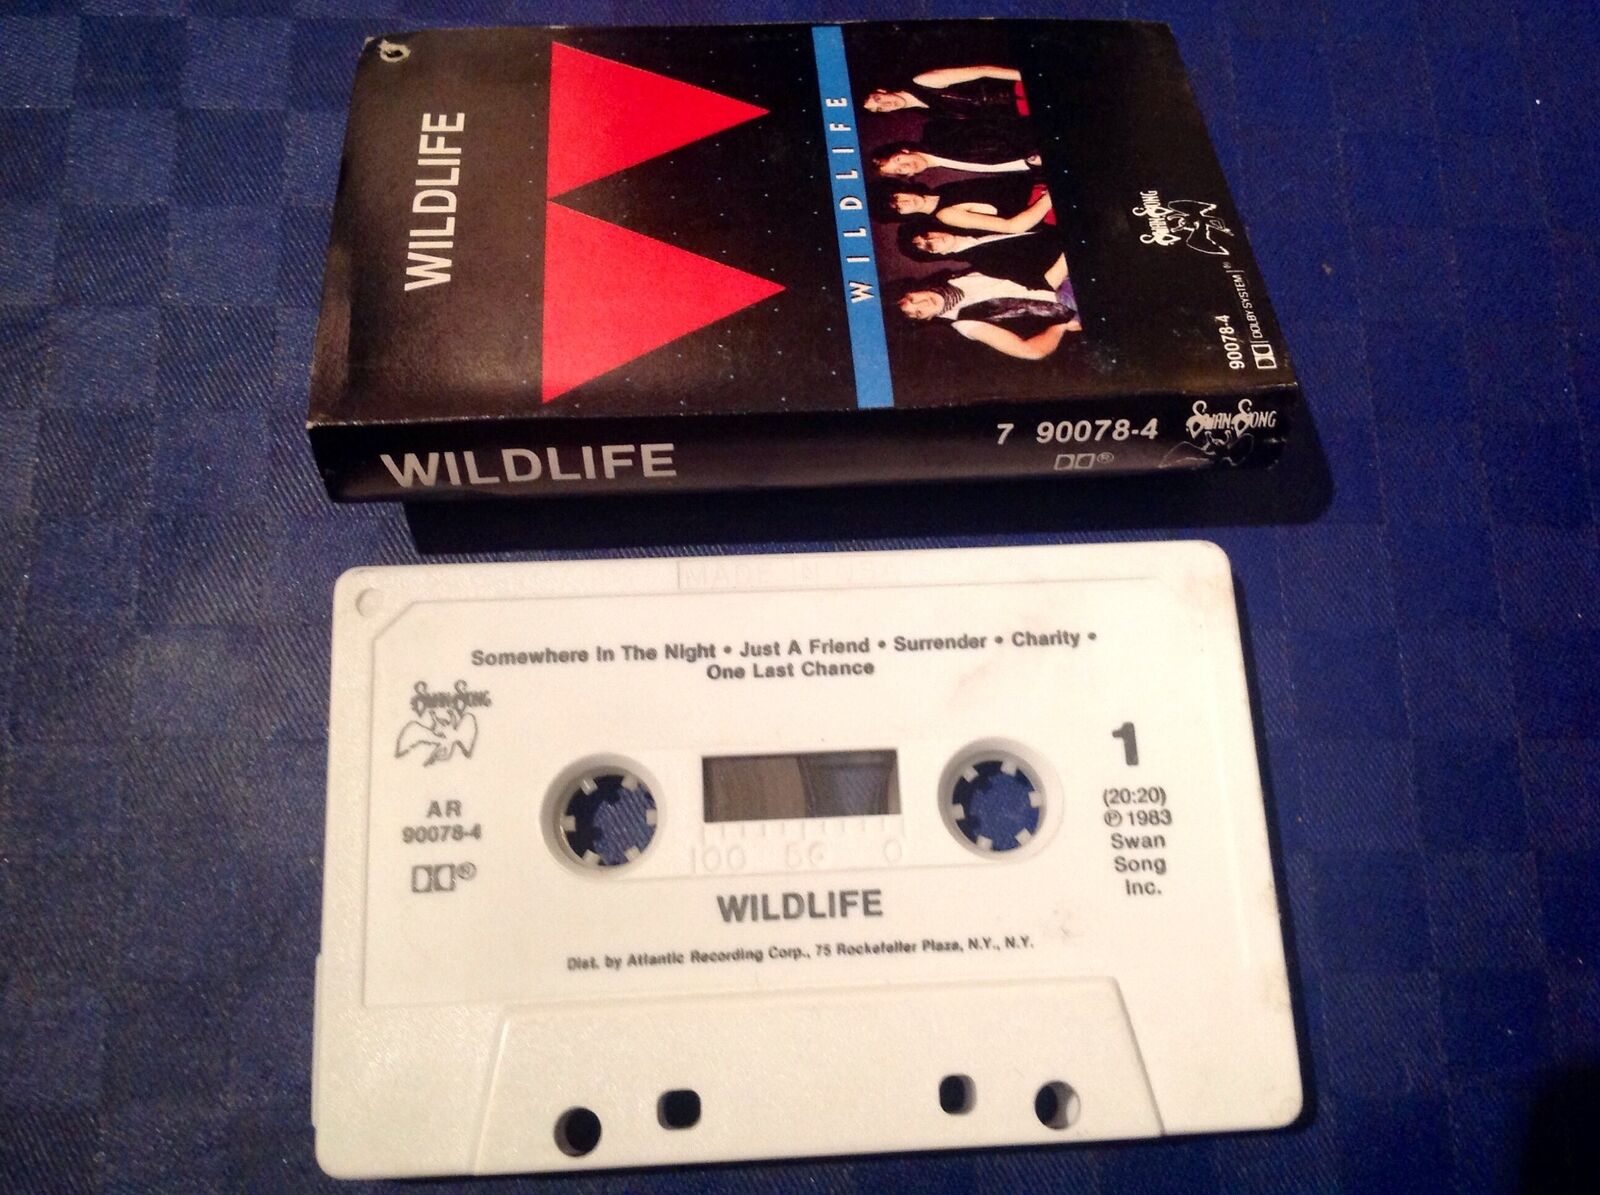 WILDLIFE
WILDLIFE
SWAN SONG
90078-4
DOLBY SYSTEM ®
WILDLIFE
7 90078-4
®
SWAN SONG
MADE IN USA
Somewhere In The Night • Just A Friend • Surrender • Charity •
One Last Chance
SWAN SONG
AR
90078-4
®
1
(20:20)
℗ 1983
Swan
Song
Inc.
100 50 0
WILDLIFE
Dist. by Atlantic Recording Corp., 75 Rockefeller Plaza, N.Y., N.Y.